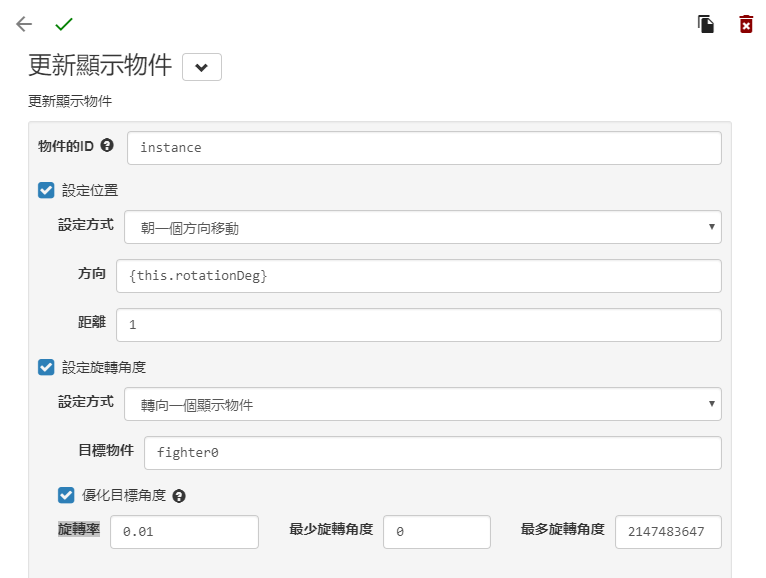 更新顯示物件
更新顯示物件
物件的ID instance
設定位置
設定方式 朝一個方向移動
方向 {this.rotationDeg}
距離 1
設定旋轉角度
設定方式 轉向一個顯示物件
目標物件 fighter0
優化目標角度
旋轉率 0.01 最少旋轉角度 0 最多旋轉角度 2147483647